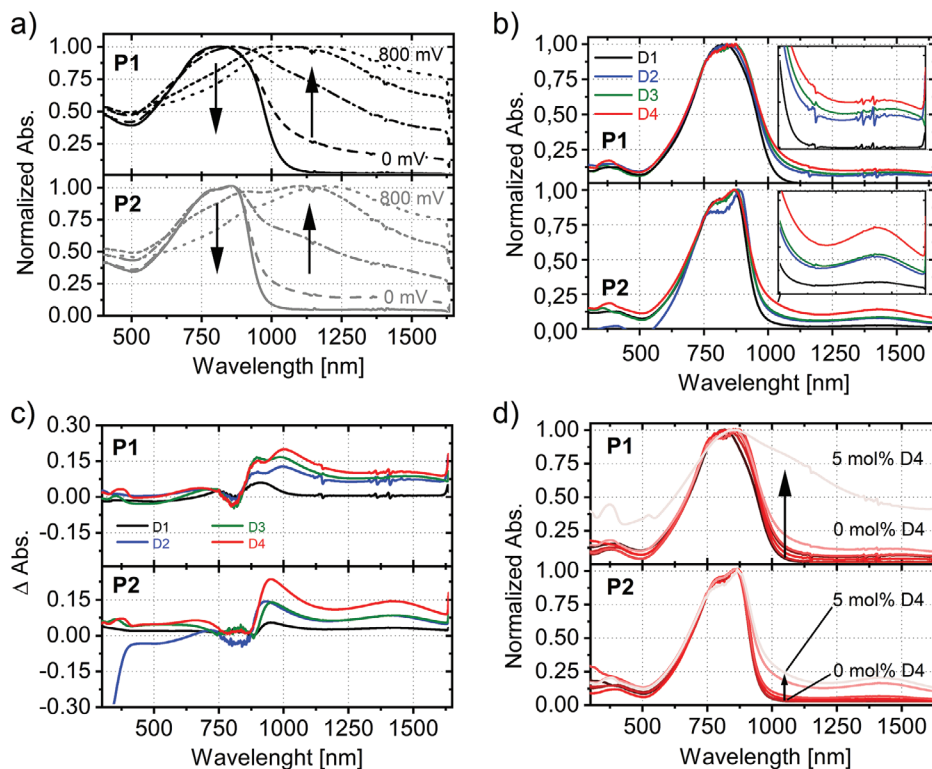 a)
P1
800 mV
0 mV
P2
800 mV
0 mV
1.00
0.75
0.50
0.25
0.00
1.00
0.75
0.50
0.25
0.00
Normalized Abs.
500 750 1000 1250 1500
Wavelength [nm]
b)
D1
D2
D3
D4
P1
P2
1,00
0,75
0,50
0,25
1,00
0,75
0,50
0,25
0,00
Normalized Abs.
500 750 1000 1250 1500
Wavelenght [nm]
c)
P1
D1 D3
D2 D4
P2
0.30
0.15
0.00
-0.15
0.15
0.00
-0.15
-0.30
Δ Abs.
500 750 1000 1250 1500
Wavelenght [nm]
d)
P1
5 mol% D4
0 mol% D4
P2
5 mol% D4
0 mol% D4
1.00
0.75
0.50
0.25
0.00
1.00
0.75
0.50
0.25
0.00
Normalized Abs.
500 750 1000 1250 1500
Wavelength [nm]